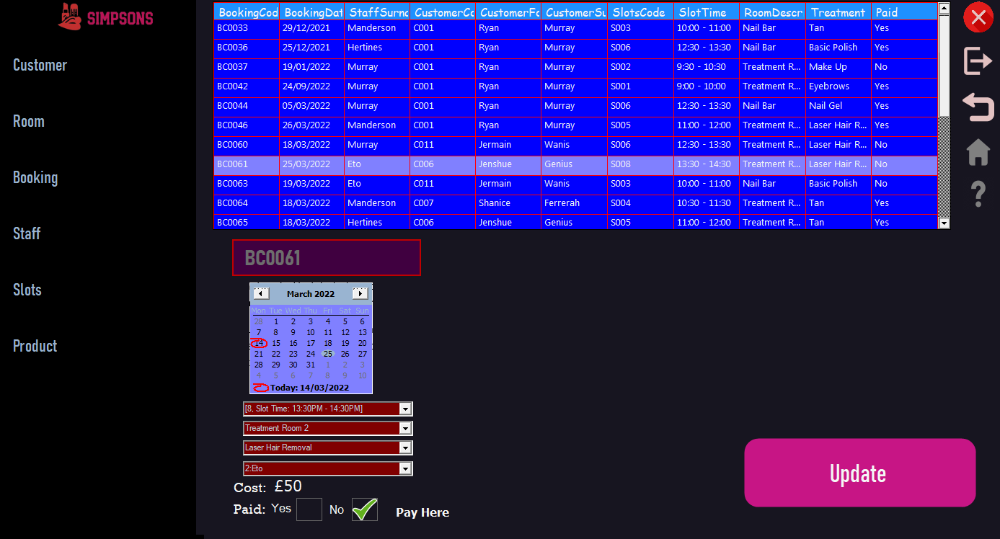 SIMPSONS
Customer
Room
Booking
Staff
Slots
Product
BookingCod BookingDat StaffSurna CustomerCo CustomerFo CustomerSu SlotsCode SlotTime RoomDescr Treatment Paid
BC0033 29/12/2021 Manderson C001 Ryan Murray S003 10:00 - 11:00 Nail Bar Tan Yes
BC0036 25/12/2021 Hertines C001 Ryan Murray S006 12:30 - 13:30 Nail Bar Basic Polish Yes
BC0037 19/01/2022 Murray C001 Ryan Murray S002 9:30 - 10:30 Treatment R... Make Up No
BC0042 24/09/2022 Murray C001 Ryan Murray S001 9:00 - 10:00 Treatment R... Eyebrows Yes
BC0044 05/03/2022 Murray C001 Ryan Murray S006 12:30 - 13:30 Nail Bar Nail Gel Yes
BC0046 26/03/2022 Manderson C001 Ryan Murray S005 11:00 - 12:00 Treatment R... Laser Hair R... Yes
BC0060 18/03/2022 Murray C011 Jermain Wanis S006 12:30 - 13:30 Treatment R... Laser Hair R... No
BC0061 25/03/2022 Eto C006 Jenshue Genius S008 13:30 - 14:30 Treatment R... Laser Hair R... No
BC0063 19/03/2022 Eto C011 Jermain Wanis S003 10:00 - 11:00 Nail Bar Basic Polish No
BC0064 18/03/2022 Manderson C007 Shanice Ferrerah S004 10:30 - 11:30 Treatment R... Tan Yes
BC0065 18/03/2022 Hertines C006 Jenshue Genius S005 11:00 - 12:00 Treatment R... Tan Yes
?
BC0061
March 2022
Mon Tue Wed Thu Fri Sat Sun
28 1 2 3 4 5 6
7 8 9 10 11 12 13
14 15 16 17 18 19 20
21 22 23 24 25 26 27
28 29 30 31 1 2 3
4 5 6 7 8 9 10
Today: 14/03/2022
[8, Slot Time: 13:30PM - 14:30PM]
Treatment Room 2
Laser Hair Removal
2:Eto
Cost: £50
Paid: Yes No Pay Here
Update